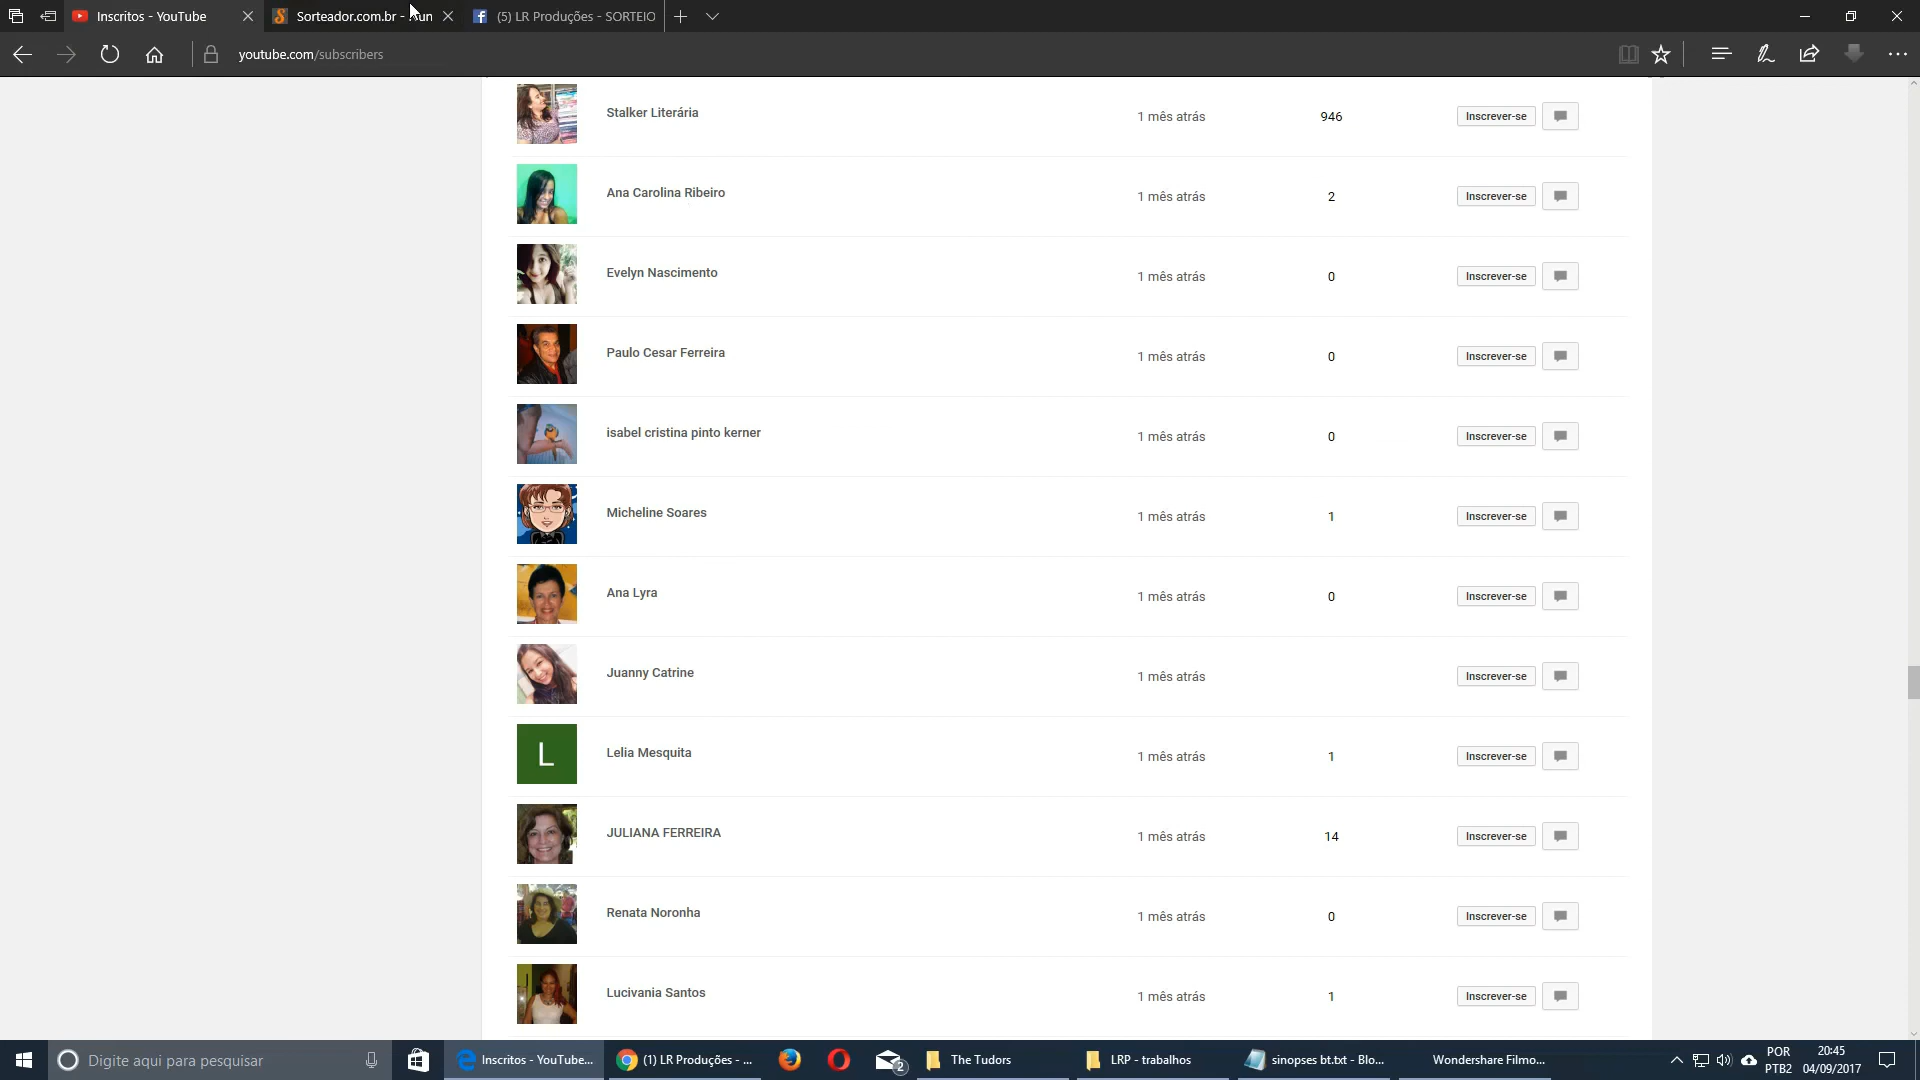 Inscritos - YouTube
Sorteador.com.br -
(5) LR Produções - SORTEIO
youtube.com/subscribers
Stalker Literária 1 mês atrás 946 Inscrever-se
Ana Carolina Ribeiro 1 mês atrás 2 Inscrever-se
Evelyn Nascimento 1 mês atrás 0 Inscrever-se
Paulo Cesar Ferreira 1 mês atrás 0 Inscrever-se
isabel cristina pinto kerner 1 mês atrás 0 Inscrever-se
Micheline Soares 1 mês atrás 1 Inscrever-se
Ana Lyra 1 mês atrás 0 Inscrever-se
Juanny Catrine 1 mês atrás Inscrever-se
L
Lelia Mesquita 1 mês atrás 1 Inscrever-se
JULIANA FERREIRA 1 mês atrás 14 Inscrever-se
Renata Noronha 1 mês atrás 0 Inscrever-se
Lucivania Santos 1 mês atrás 1 Inscrever-se
Digite aqui para pesquisar
Inscritos - YouTube...
(1) LR Produções - ...
2
The Tudors
LRP - trabalhos
sinopses bt.txt - Blo...
Wondershare Filmo...
POR
PTB2
20:45
04/09/2017